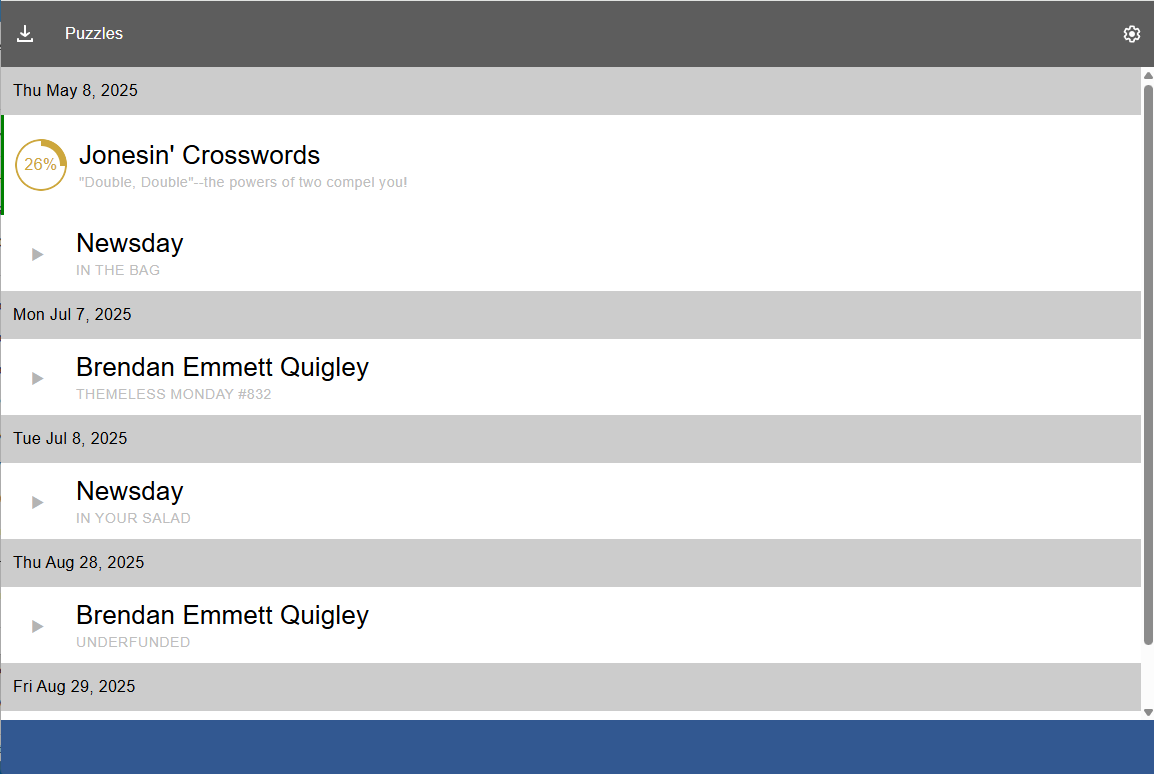 Puzzles
Thu May 8, 2025
26%
Jonesin' Crosswords
"Double, Double"--the powers of two compel you!
Newsday
IN THE BAG
Mon Jul 7, 2025
Brendan Emmett Quigley
THEMELESS MONDAY #832
Tue Jul 8, 2025
Newsday
IN YOUR SALAD
Thu Aug 28, 2025
Brendan Emmett Quigley
UNDERFUNDED
Fri Aug 29, 2025